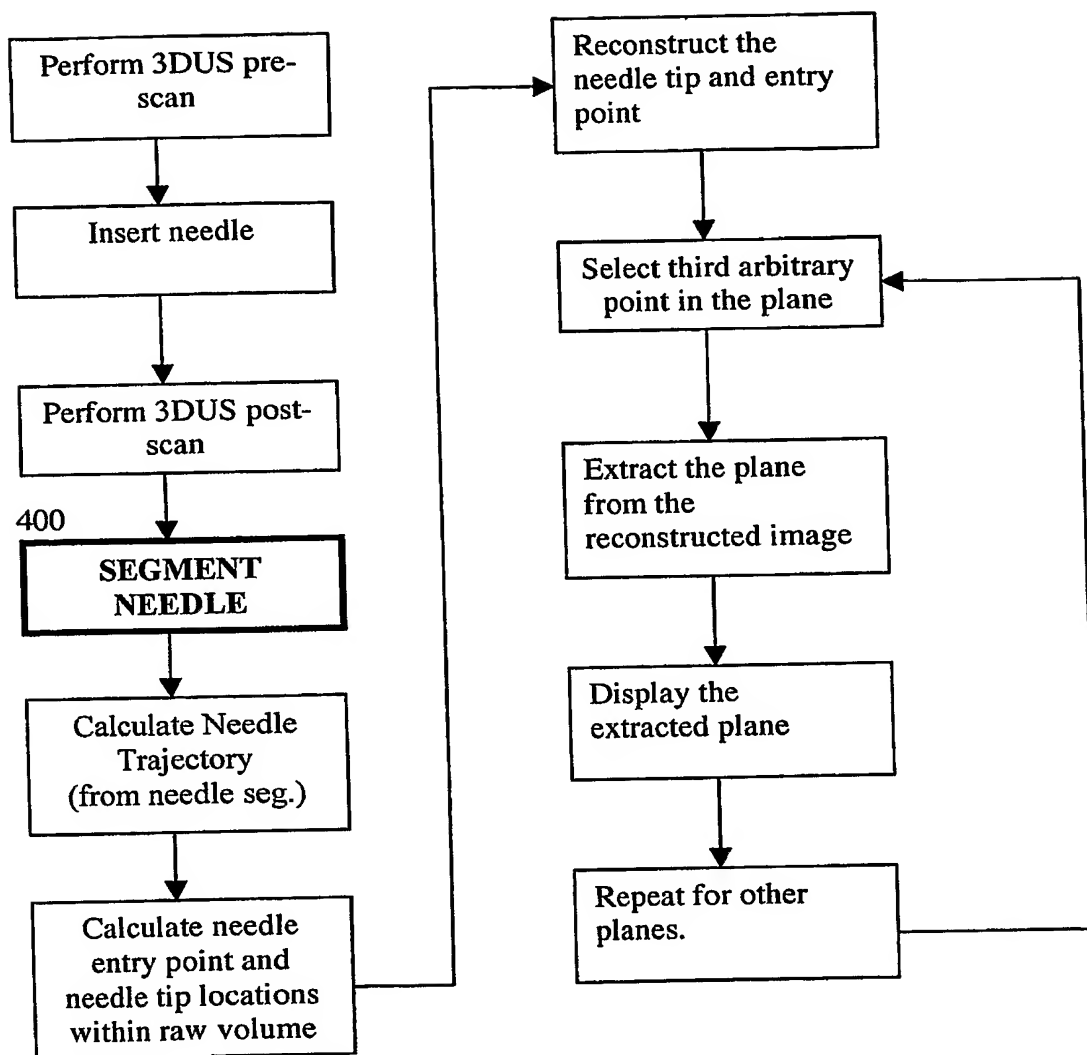 Perform 3DUS pre-
scan
Insert needle
Perform 3DUS post-
scan
400
SEGMENT
NEEDLE
Calculate Needle
Trajectory
(from needle seg.)
Calculate needle
entry point and
needle tip locations
within raw volume
Reconstruct the
needle tip and entry
point
Select third arbitrary
point in the plane
Extract the plane
from the
reconstructed image
Display the
extracted plane
Repeat for other
planes.